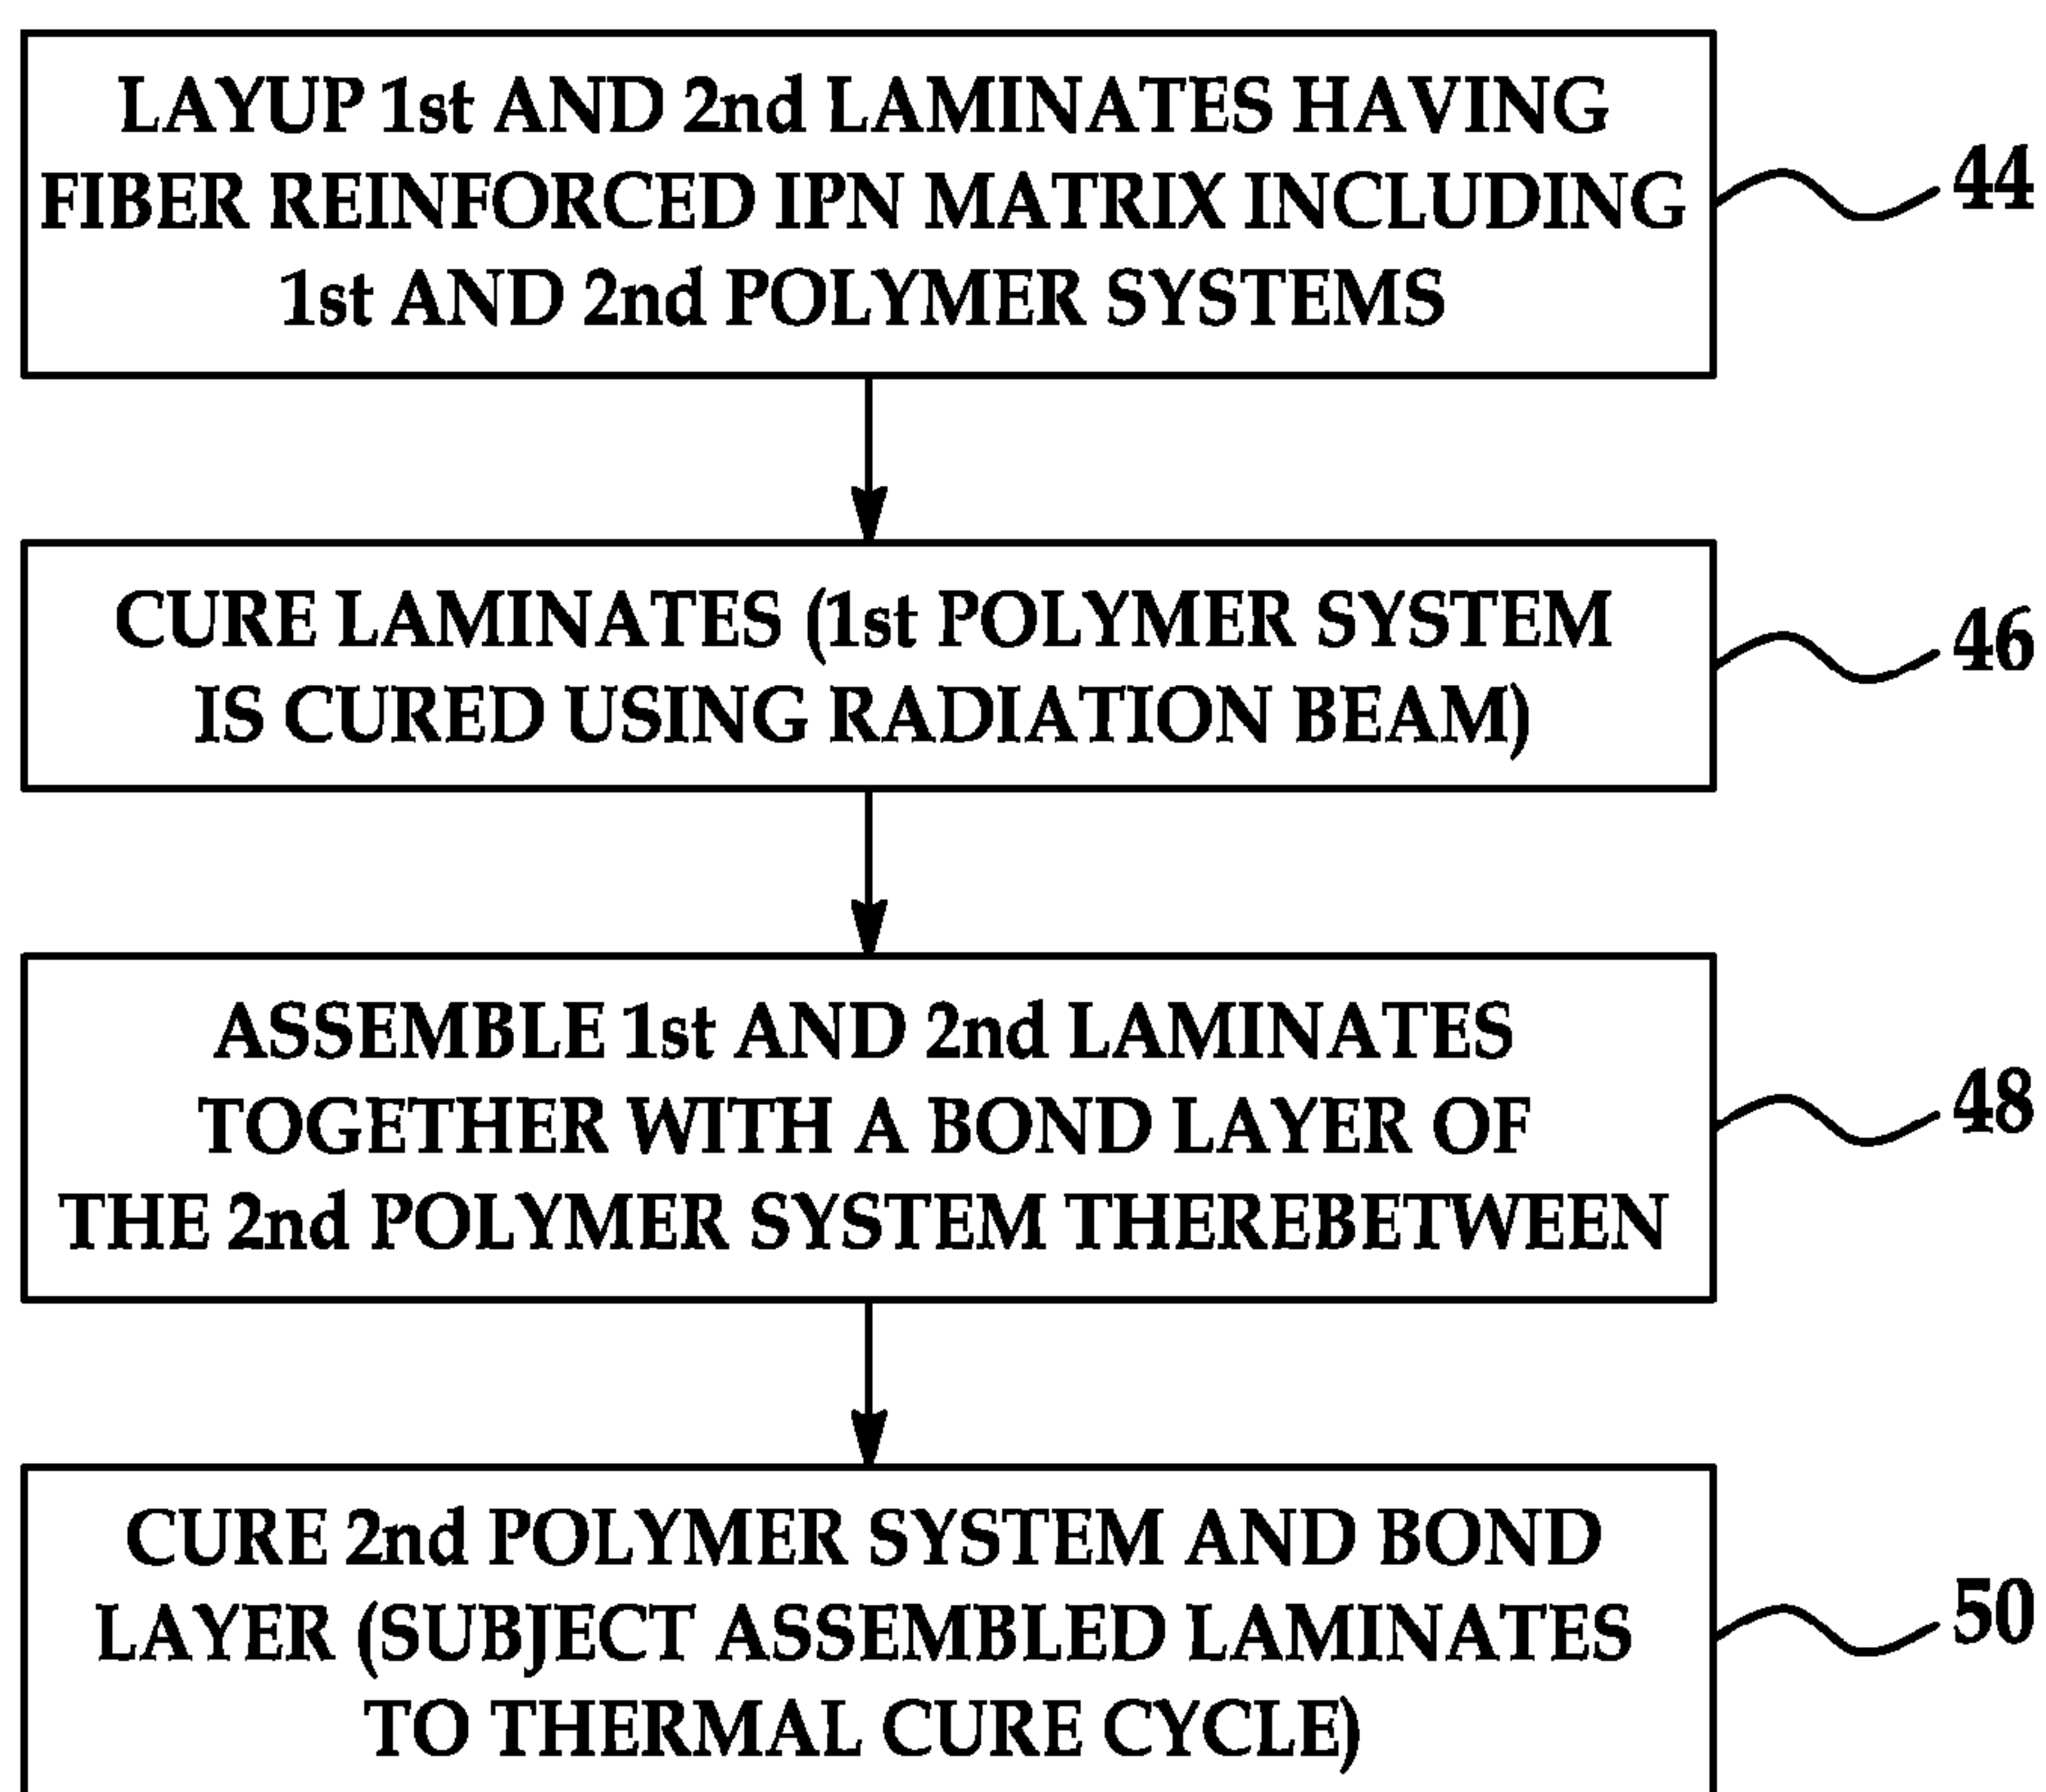 LAYUP 1st AND 2nd LAMINATES HAVING
FIBER REINFORCED IPN MATRIX INCLUDING
1st AND 2nd POLYMER SYSTEMS
44
CURE LAMINATES (1st POLYMER SYSTEM
IS CURED USING RADIATION BEAM)
46
ASSEMBLE 1st AND 2nd LAMINATES
TOGETHER WITH A BOND LAYER OF
THE 2nd POLYMER SYSTEM THEREBETWEEN
48
CURE 2nd POLYMER SYSTEM AND BOND
LAYER (SUBJECT ASSEMBLED LAMINATES
TO THERMAL CURE CYCLE)
50